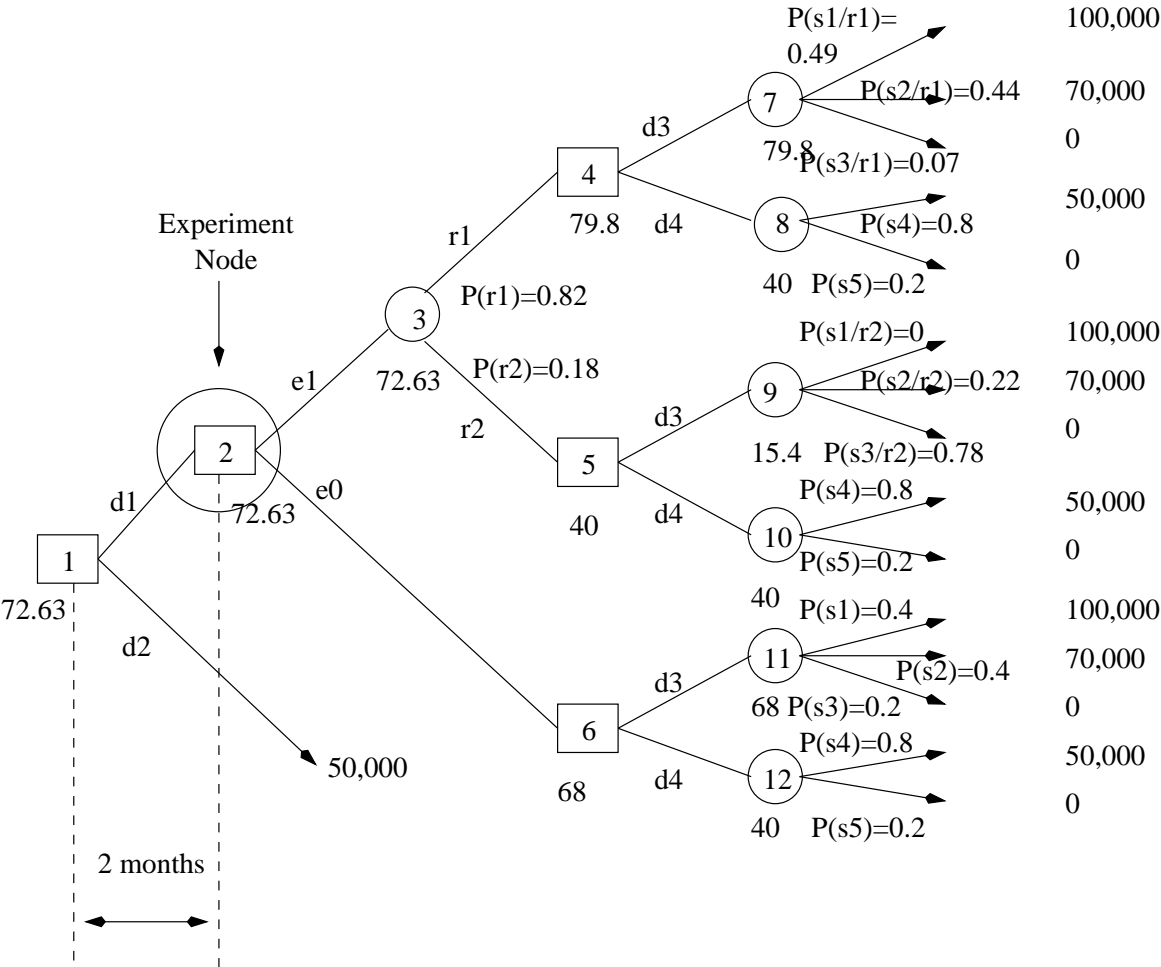 P(s1/r1)=
0.49
100,000
P(s2/r1)=0.44
70,000
7
0
d3
79.8
P(s3/r1)=0.07
4
50,000
79.8
d4
8
P(s4)=0.8
0
40
P(s5)=0.2
Experiment
Node
r1
P(r1)=0.82
3
72.63
P(r2)=0.18
r2
P(s1/r2)=0
100,000
P(s2/r2)=0.22
70,000
9
0
d3
15.4
P(s3/r2)=0.78
5
40
d4
P(s4)=0.8
50,000
10
P(s5)=0.2
0
40
e1
2
72.63
e0
d1
1
72.63
d2
50,000
P(s1)=0.4
100,000
11
P(s2)=0.4
70,000
d3
68
P(s3)=0.2
0
6
68
d4
P(s4)=0.8
50,000
12
0
40
P(s5)=0.2
2 months